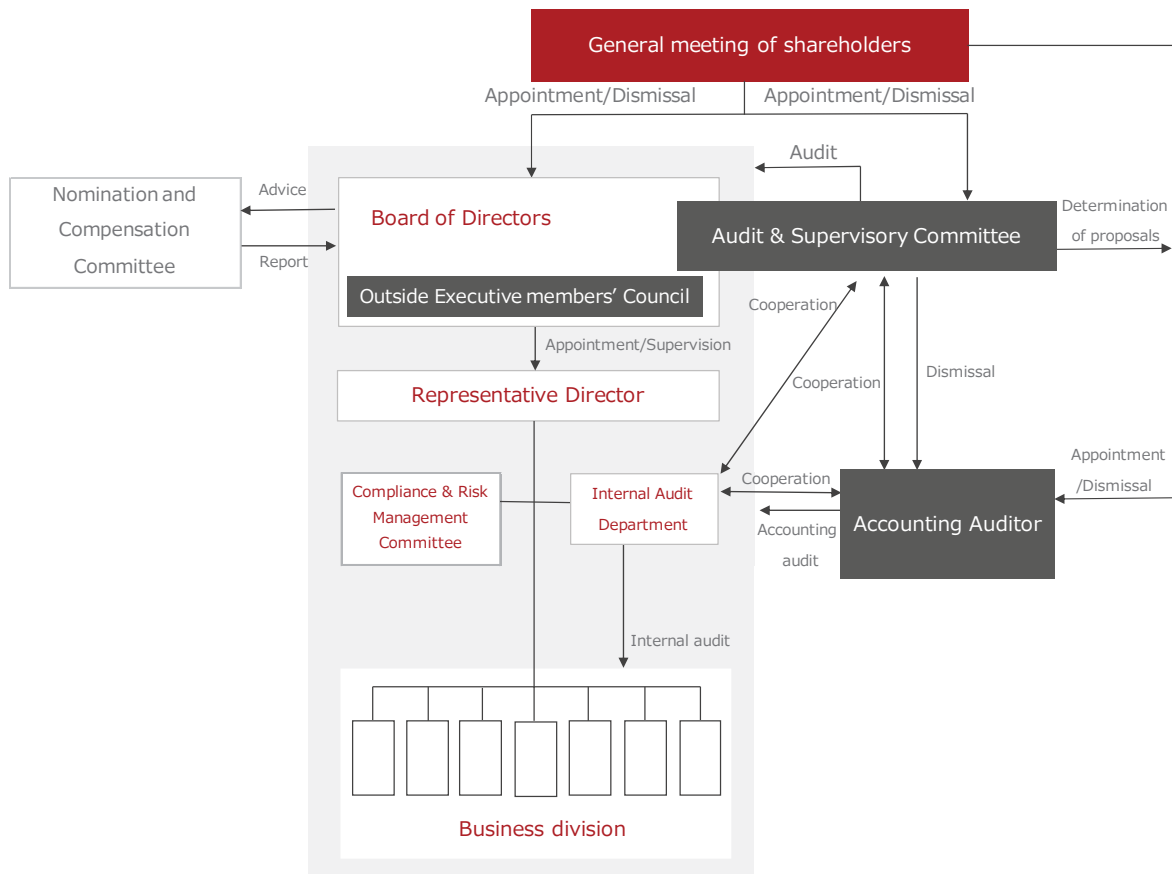 General meeting of shareholders
Appointment/Dismissal
Appointment/Dismissal
Audit
Nomination and
Compensation
Committee
Advice
Report
Board of Directors
Outside Executive members' Council
Audit & Supervisory Committee
Determination
of proposals
Cooperation
Appointment/Supervision
Representative Director
Cooperation
Dismissal
Compliance & Risk
Management
Committee
Internal Audit
Department
Cooperation
Accounting
audit
Accounting Auditor
Appointment
/Dismissal
Internal audit
Business division